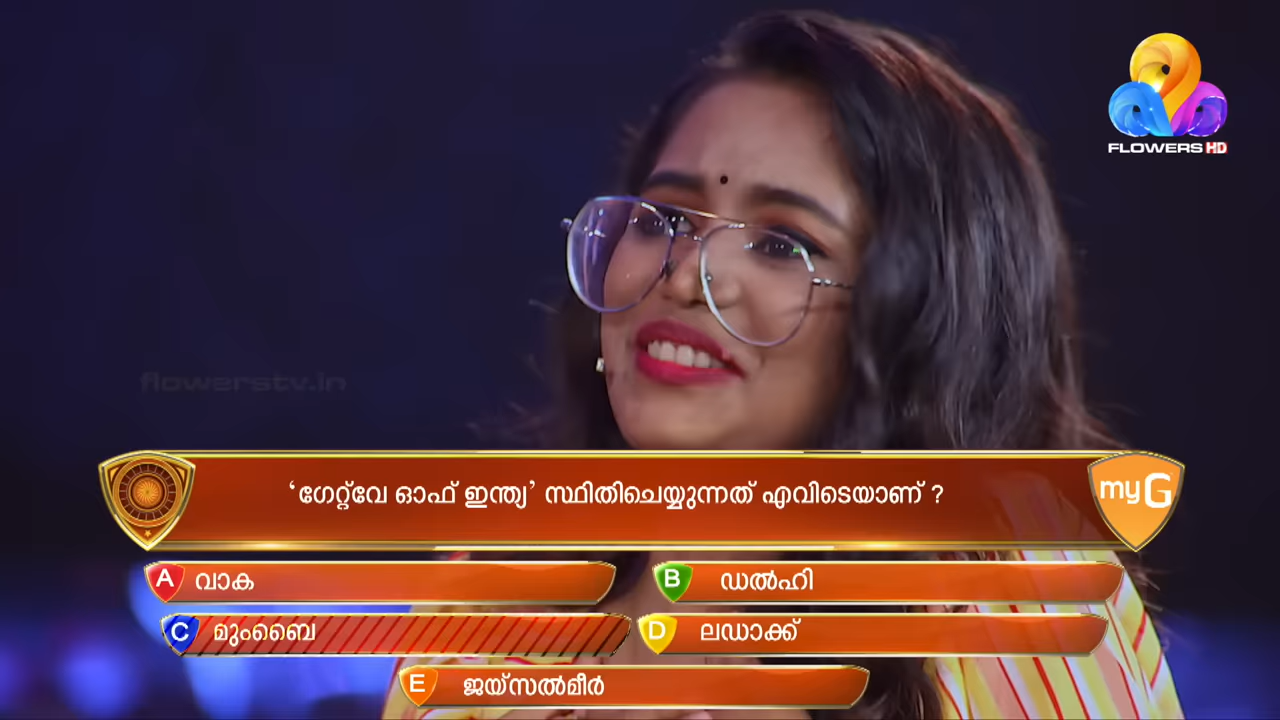 FLOWERS HD
flowerstv.in
‘ഗേറ്റ്‌വേ ഓഫ് ഇന്ത്യ’ സ്ഥിതിചെയ്യുന്നത് എവിടെയാണ് ?
myG
A വാക
B ഡൽഹി
C മുംബൈ
D ലഡാക്ക്
E ജയ്സൽമീർ